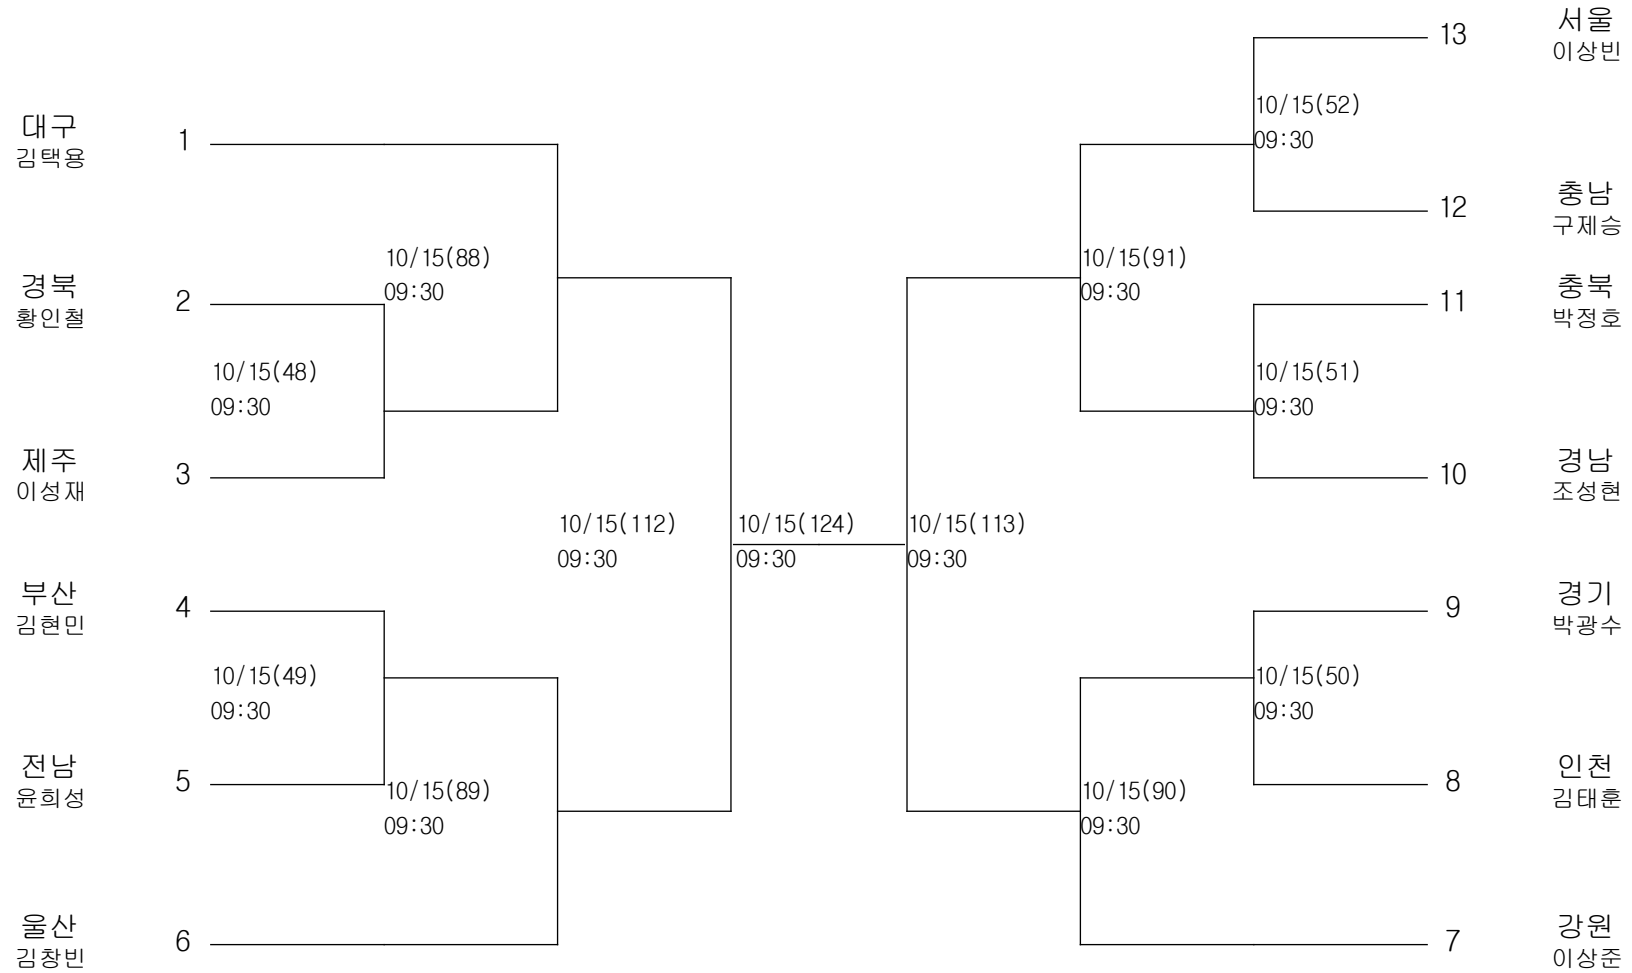 대구
김택용
1
경북
황인철
2
10/15(88)
09:30
10/15(48)
09:30
제주
이성재
3
부산
김현민
4
10/15(49)
09:30
전남
윤희성
5
10/15(89)
09:30
울산
김창빈
6
10/15(112)
09:30
10/15(124)
09:30
10/15(113)
09:30
13
서울
이상빈
10/15(52)
09:30
12
충남
구제승
10/15(91)
09:30
11
충북
박정호
10/15(51)
09:30
10
경남
조성현
9
경기
박광수
10/15(50)
09:30
8
인천
김태훈
10/15(90)
09:30
7
강원
이상준